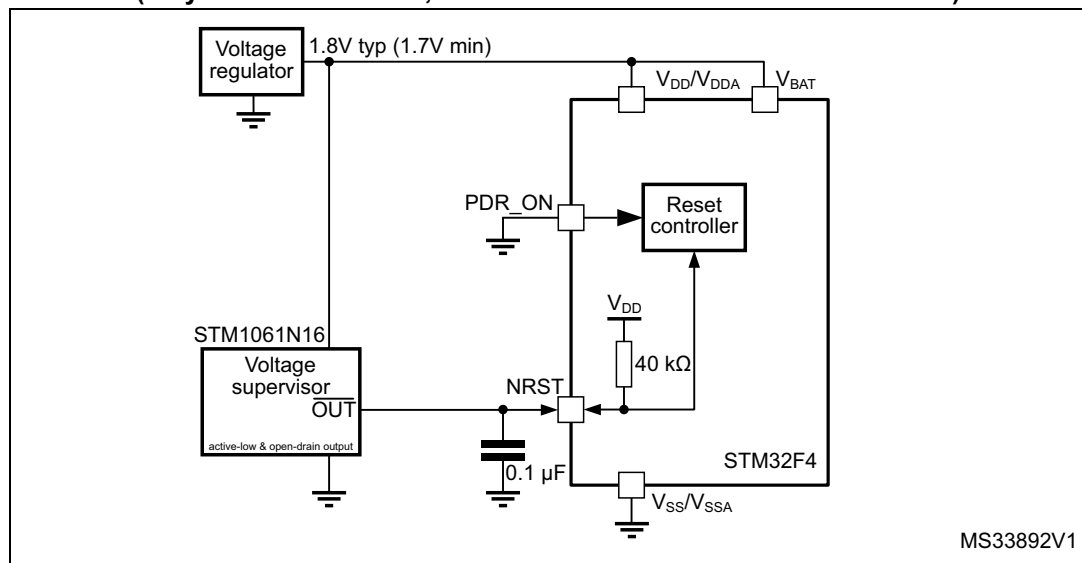 Voltage
regulator
1.8V typ (1.7V min)
VDD/VDDA
VBAT
PDR_ON
Reset
controller
VDD
STM1061N16
Voltage
supervisor
OUT
active-low & open-drain output
40 kΩ
NRST
0.1 µF
STM32F4
VSS/VSSA
MS33892V1